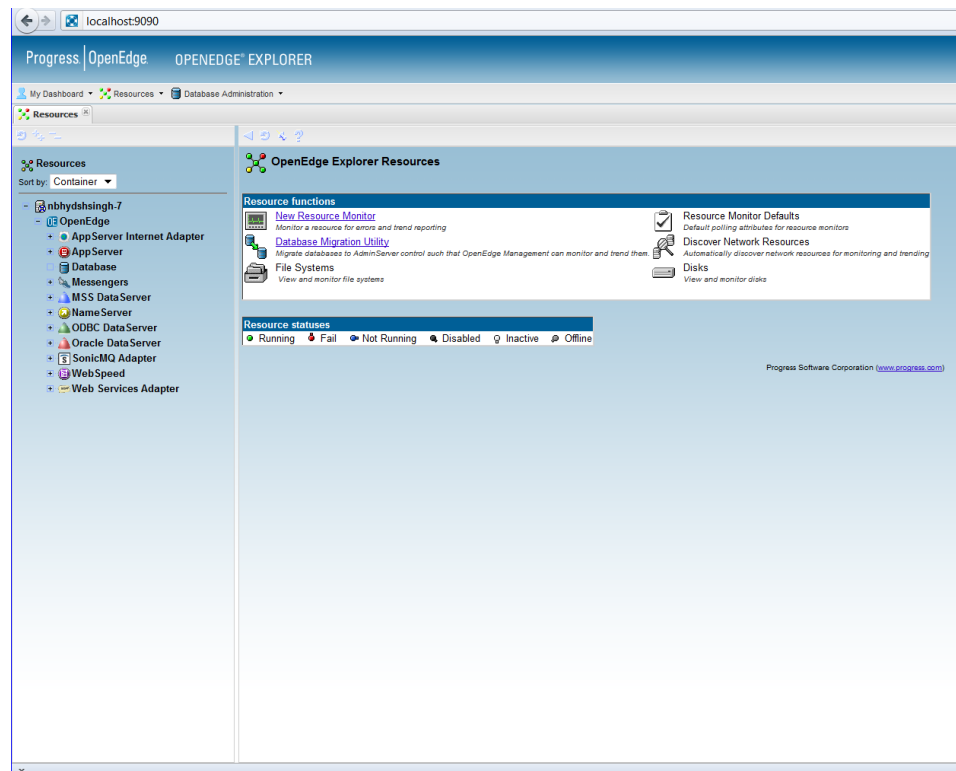 localhost:9090
Progress OpenEdge OPENEDGE® EXPLORER
My Dashboard Resources Database Administration
Resources
Resources
Sort by: Container
nbhydshsingh-7
OpenEdge
AppServer Internet Adapter
AppServer
Database
Messengers
MSS DataServer
NameServer
ODBC DataServer
Oracle DataServer
SonicMQ Adapter
WebSpeed
Web Services Adapter
OpenEdge Explorer Resources
Resource functions
New Resource Monitor
Monitor a resource for errors and trend reporting
Resource Monitor Defaults
Default polling attributes for resource monitors
Database Migration Utility
Migrate databases to AdminServer control such that OpenEdge Management can monitor and trend them.
Discover Network Resources
Automatically discover network resources for monitoring and trending
File Systems
View and monitor file systems
Disks
View and monitor disks
Resource statuses
Running Fail Not Running Disabled Inactive Offline
Progress Software Corporation (www.progress.com)